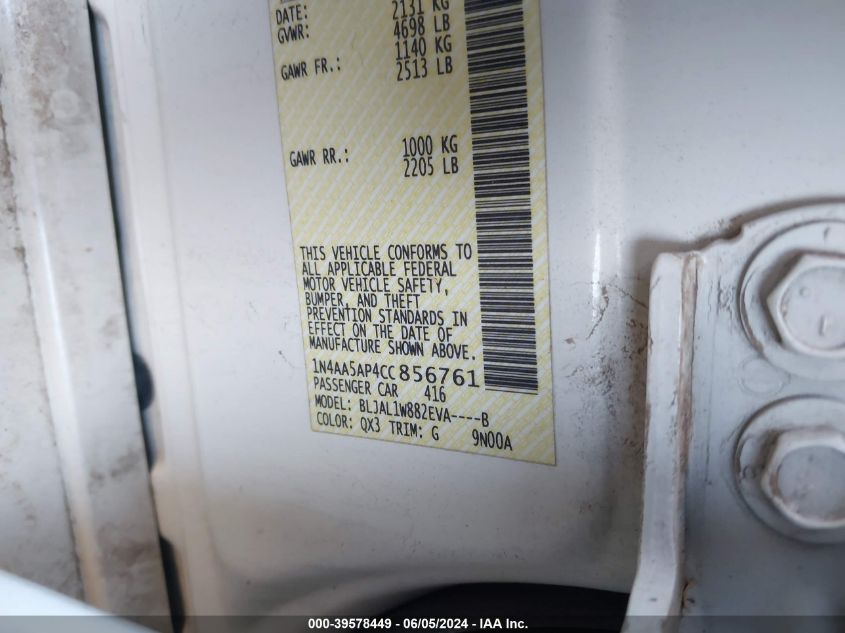 DATE: 2131 KG
GVWR: 4698 LB
1140 KG
GAWR FR.: 2513 LB
1000 KG
GAWR RR.: 2205 LB
THIS VEHICLE CONFORMS TO
ALL APPLICABLE FEDERAL
MOTOR VEHICLE SAFETY,
BUMPER, AND THEFT
PREVENTION STANDARDS IN
EFFECT ON THE DATE OF
MANUFACTURE SHOWN ABOVE.
1N4AA5AP4CC856761
PASSENGER CAR 416
MODEL: BLJAL1W882EVA----B
COLOR: QX3 TRIM: G 9N00A
000-39578449 - 06/05/2024 - IAA Inc.